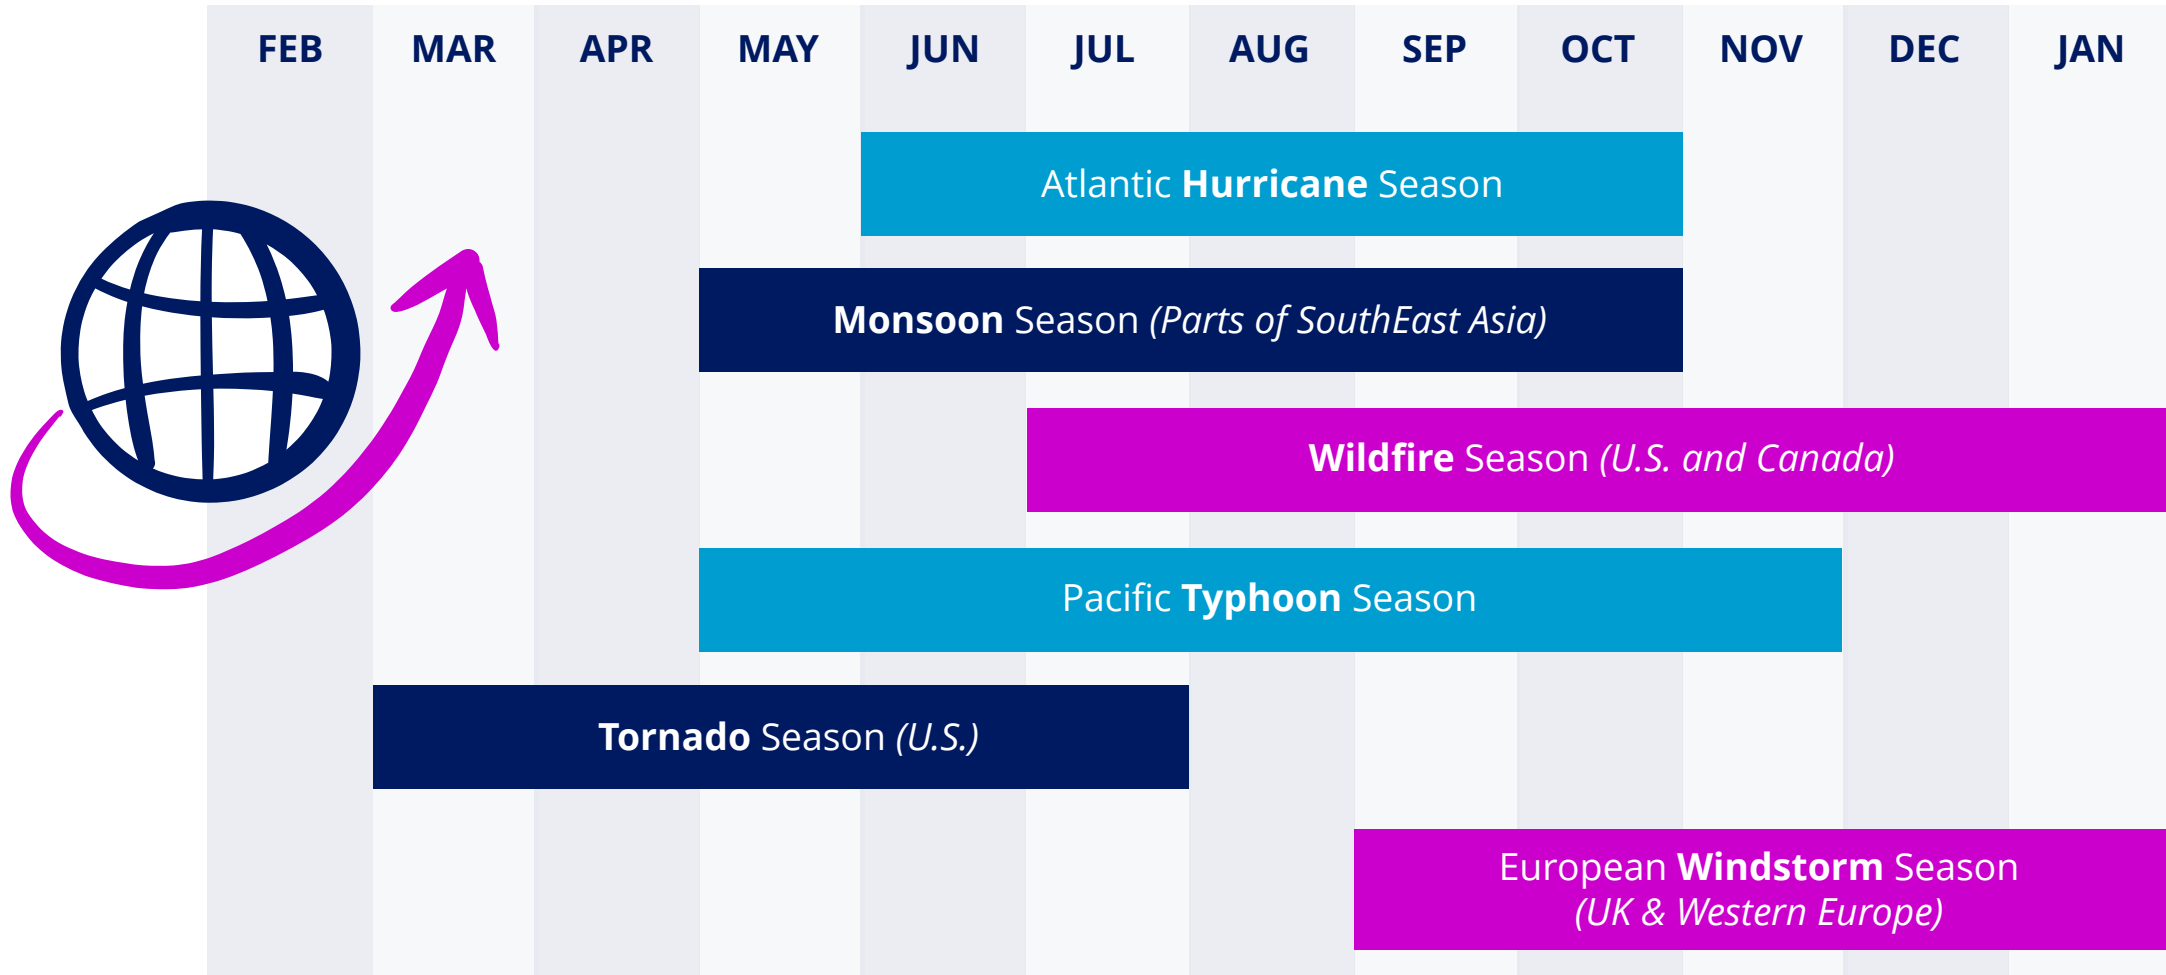 FEB MAR APR MAY JUN JUL AUG SEP OCT NOV DEC JAN
Atlantic Hurricane Season
Monsoon Season (Parts of SouthEast Asia)
Wildfire Season (U.S. and Canada)
Pacific Typhoon Season
Tornado Season (U.S.)
European Windstorm Season
(UK & Western Europe)